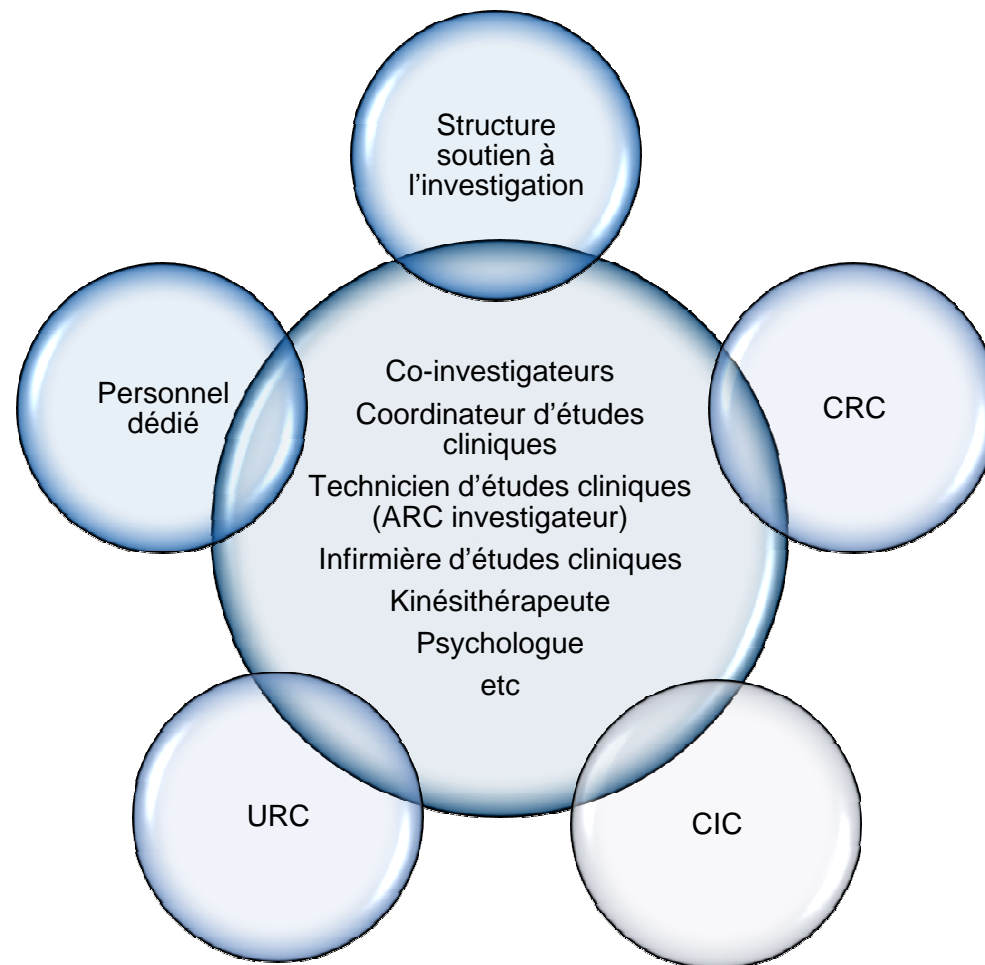 Structure
soutien à
l'investigation
Personnel
dédié
Co-investigateurs
Coordinateur d'études
cliniques
Technicien d'études cliniques
(ARC investigateur)
Infirmière d'études cliniques
Kinésithérapeute
Psychologue
etc
CRC
URC
CIC